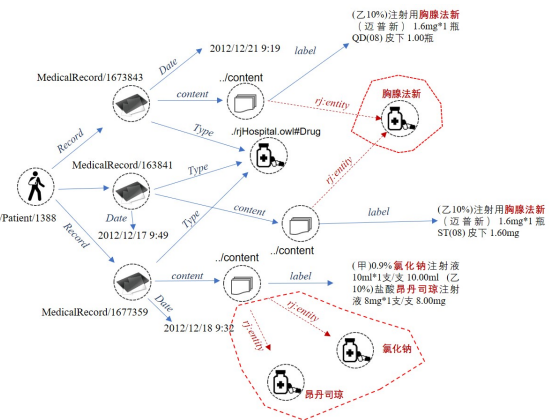 (乙10%)注射用胸腺法新
(迈普新) 1.6mg*1瓶
QD(08) 皮下 1.00瓶
2012/12/21 9:19
label
Date
MedicalRecord/1673843
../content
content
rj:entity
胸腺法新
Type
./rjHospital.owl#Drug
Record
MedicalRecord/163841
Type
rj:entity
/Patient/1388
Date
content
Type
label
(乙10%)注射用胸腺法新
(迈普新) 1.6mg*1瓶
ST(08) 皮下 1.60mg
2012/12/17 9:49
Record
../content
../content
content
label
(甲)0.9%氯化钠注射液
10ml*1支/支 10.00ml (乙
10%)盐酸昂丹司琼注射
液 8mg*1支/支 8.00mg
Date
MedicalRecord/1677359
2012/12/18 9:32
rj:entity
rj:entity
氯化钠
昂丹司琼